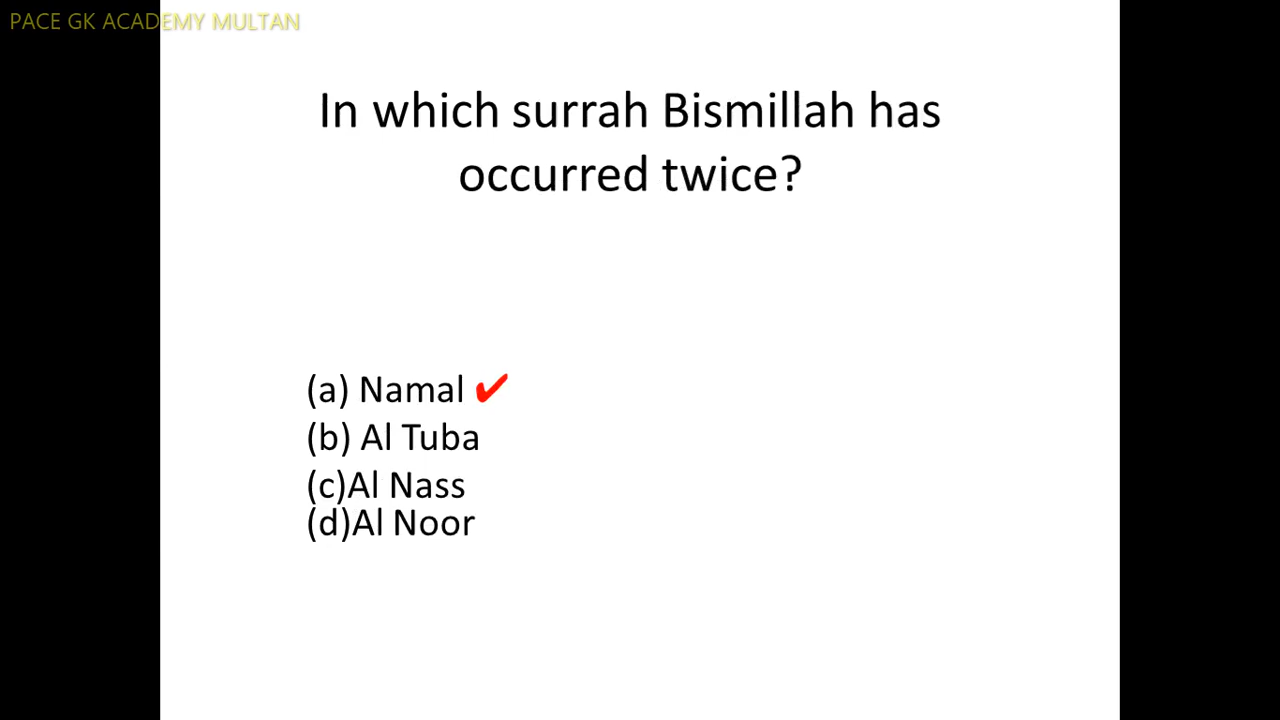 PACE GK ACADEMY MULTAN
In which surrah Bismillah has
occurred twice?
(a) Namal ✔
(b) Al Tuba
(c)Al Nass
(d)Al Noor